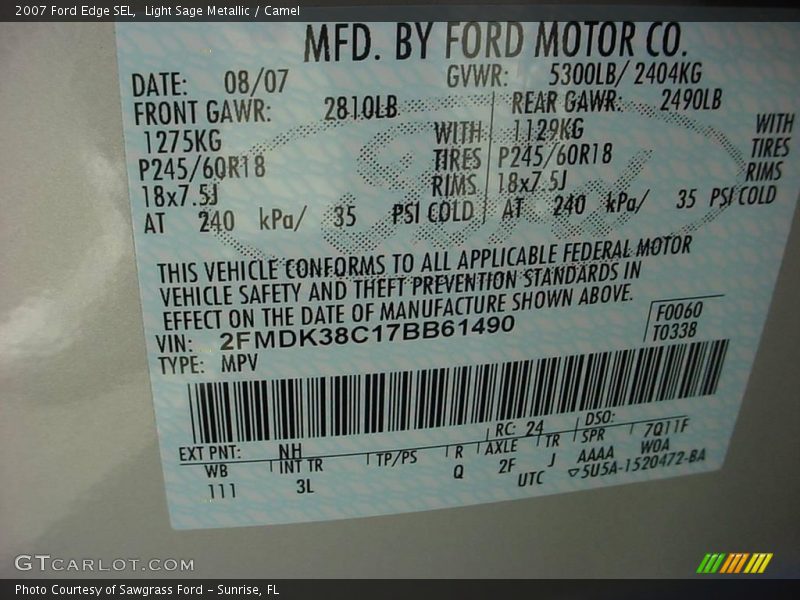 2007 Ford Edge SEL, Light Sage Metallic / Camel
MFD. BY FORD MOTOR CO.
DATE: 08/07 GVWR: 5300LB/ 2404KG
FRONT GAWR: 2810LB REAR GAWR: 2490LB
1275KG WITH 1129KG WITH
P245/60R18 TIRES P245/60R18 TIRES
18x7.5J RIMS 18x7.5J RIMS
AT 240 kPa/ 35 PSI COLD AT 240 kPa/ 35 PSI COLD
THIS VEHICLE CONFORMS TO ALL APPLICABLE FEDERAL MOTOR
VEHICLE SAFETY AND THEFT PREVENTION STANDARDS IN
EFFECT ON THE DATE OF MANUFACTURE SHOWN ABOVE.
VIN: 2FMDK38C17BB61490 F0060
TYPE: MPV T0338
EXT PNT: NH RC: 24 DSO:
WB INT TR TP/PS R AXLE TR SPR 7Q11F
111 3L Q 2F J AAAA W0A
UTC ▽5U5A-1520472-BA
GTCARLOT.COM
Photo Courtesy of Sawgrass Ford - Sunrise, FL